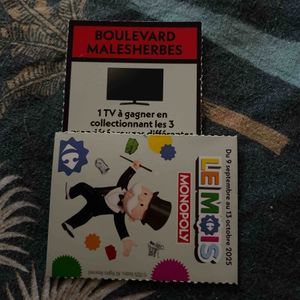 BOULEVARD
MALESHERBES
1 TV à gagner en
collectionnant les 3
Du 9 septembre au 13 octobre 2025
LE MOIS
MONOPOLY